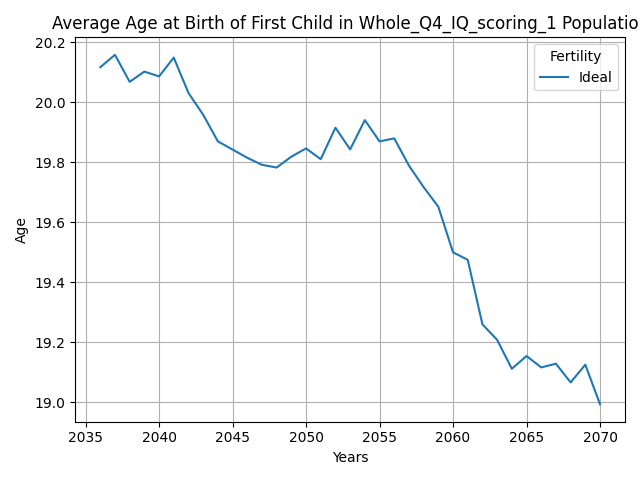 Average Age at Birth of First Child in Whole_Q4_IQ_scoring_1 Populatio
Fertility
Ideal
20.2
20.0
19.8
19.6
19.4
19.2
19.0
Age
2035 2040 2045 2050 2055 2060 2065 2070
Years